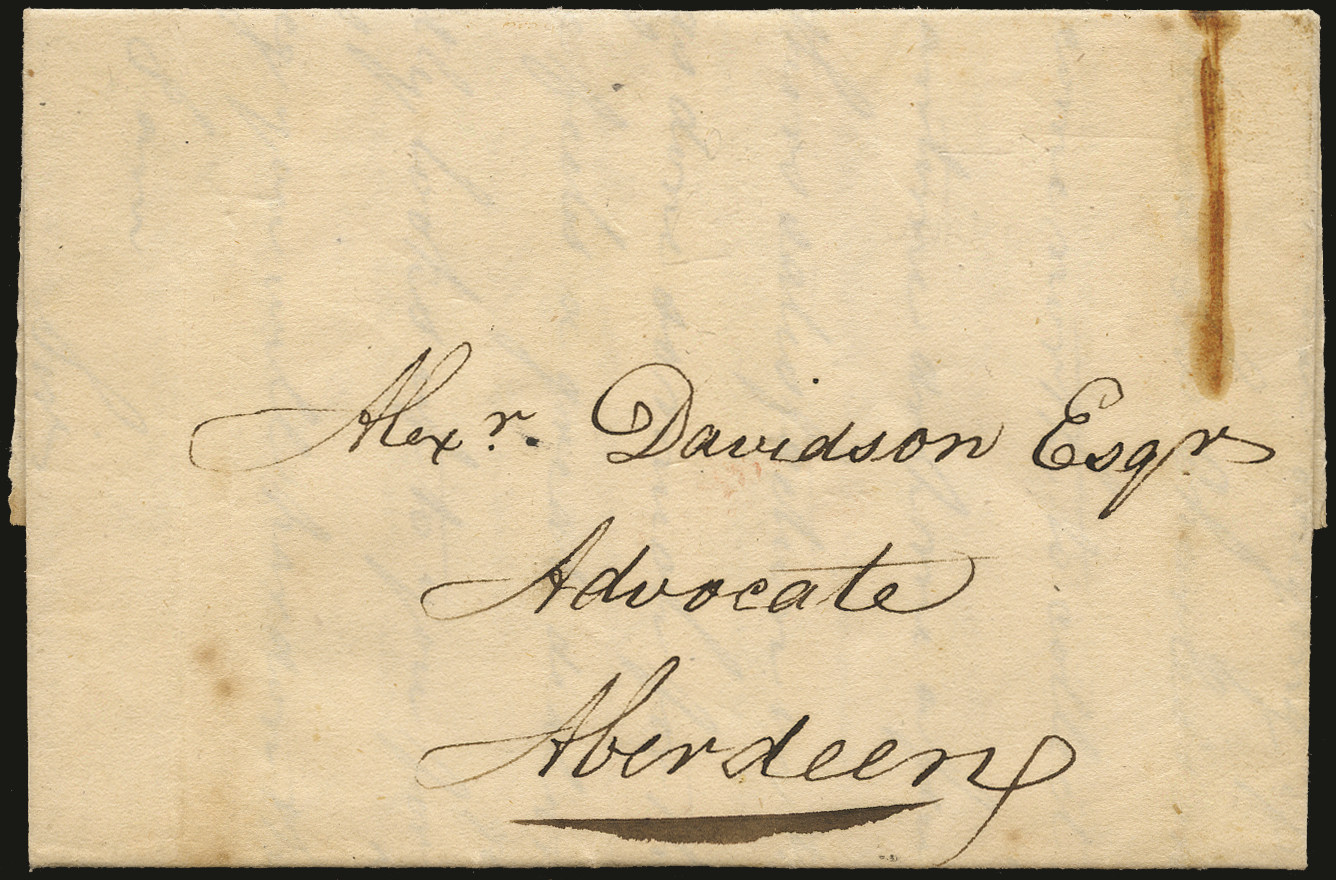 Alexr. Davidson Esqr
Advocate
Aberdeen